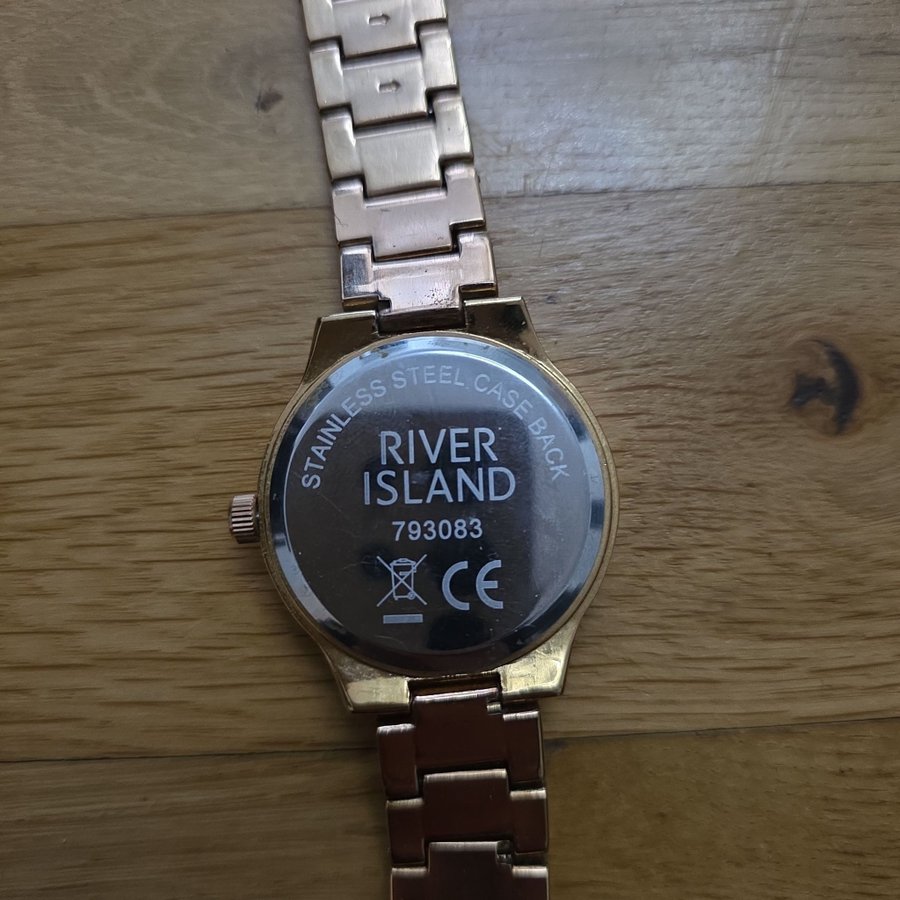 STAINLESS STEEL CASE BACK
RIVER
ISLAND
793083
CE